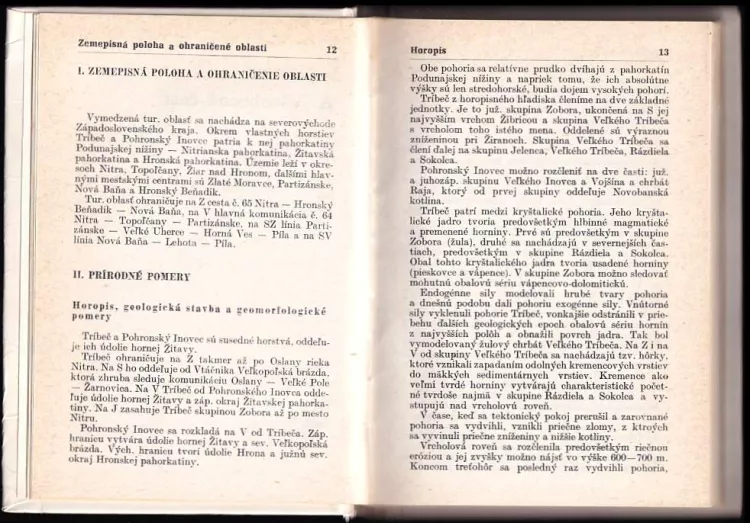 Zemepisná poloha a ohraničené oblasti 12
I. ZEMEPISNÁ POLOHA A OHRANIČENIE OBLASTI
Vymedzená tur. oblasť sa nachádza na severovýchode
Západoslovenského kraja. Okrem vlastných horstiev
Tríbeč a Pohronský Inovec patria k nej pahorkatiny
Podunajskej nížiny — Nitrianska pahorkatina, Žitavská
pahorkatina a Hronská pahorkatina. Územie leží v okre-
soch Nitra, Topoľčany, Žiar nad Hronom, ďalšími hlav-
nými mestskými centrami sú Zlaté Moravce, Partizánske,
Nová Baňa a Hronský Beňadik.
Tur. oblasť ohraničuje na Z cesta č. 65 Nitra — Hronský
Beňadik — Nová Baňa, na V hlavná komunikácia č. 64
Nitra — Topoľčany — Partizánske, na SZ línia Parti-
zánske — Veľké Uherce — Horná Ves — Píla a na SV
línia Nová Baňa — Lehota — Píla.
II. PRÍRODNÉ POMERY
Horopis, geologická stavba a geomorfologické
pomery
Tríbeč a Pohronský Inovec sú susedné horstvá, oddeľu-
je ich údolie hornej Žitavy.
Tríbeč ohraničuje na Z takmer až po Oslany rieka
Nitra. Na S ho oddeľuje od Vtáčnika Veľkopoľská brázda,
ktorá zhruba sleduje komunikáciu Oslany — Veľké Pole
— Žarnovica. Na V Tríbeč od Pohronského Inovca odde-
ľuje údolie hornej Žitavy a záp. okraj Žitavskej pahorka-
tiny. Na J zasahuje Tríbeč skupinou Zobora až po mesto
Nitru.
Pohronský Inovec sa rozkladá na V od Tríbeča. Záp.
hranicu vytvára údolie hornej Žitavy a sev. Veľkopoľská
brázda. Vých. hranicu tvorí údolie Hrona a južnú sev.
okraj Hronskej pahorkatiny.
Horopis 13
Obe pohoria sa relatívne prudko dvíhajú z pahorkatín
Podunajskej nížiny a napriek tomu, že ich absolútne
výšky sú len stredohorské, budia dojem vysokých pohorí.
Tríbeč z horopisného hľadiska členíme na dve základné
jednotky. Je to juž. skupina Zobora, ukončená na S jej
najvyšším vrchom Žibricou a skupina Veľkého Tríbeča
s vrcholom toho istého mena. Oddelené sú výraznou
zníženinou pri Žiranoch. Skupina Veľkého Tríbeča sa
člení ďalej na skupinu Jelenca, Veľkého Tríbeča, Rázdiela
a Sokolca.
Pohronský Inovec možno rozčleniť na dve časti: juž.
a juhozáp. skupinu Veľkého Inovca a Vojšína a chrbát
Raja, ktorý od prvej skupiny oddeľuje Novobanská
kotlina.
Tríbeč patrí medzi kryštalické pohoria. Jeho kryšta-
lické jadro tvoria predovšetkým hlbinné magmatické
a premenené horniny. Prvé sú predovšetkým v skupine
Zobora (žula), druhé sa nachádzajú v severnejších čas-
tiach, predovšetkým v skupine Rázdiela a Sokolca.
Obal tohto kryštalického jadra tvoria usadené horniny
(pieskovce a vápence). V skupine Zobora možno sledovať
mohutnú obalovú sériu vápencovo-dolomitickú.
Endogénne sily modelovali hrubé tvary pohoria
a dnešnú podobu dali pohoriu exogénne sily. Vnútorné
sily vyklenuli pohorie Tríbeč, vonkajšie odstránili v prie-
behu ďalších geologických epoch obalovú sériu hornín
z najvyšších polôh a obnažili povrch jadra. Tak bol
vymodelovaný žulový chrbát Veľkého Tríbeča. Na Z i na
V od skupiny Veľkého Tríbeča sa nachádzajú tzv. hôrky,
ktoré vznikali zapadaním odolných kremencových vrstiev
do mäkkých sedimentárnych vrstiev. Kremence ako
veľmi tvrdé horniny vytvárajú charakteristické počet-
né tvrdoše najmä v skupine Rázdiela a Sokolca a vy-
stupujú nad vrcholovú roveň.
V čase, keď sa tektonický pokoj prerušil a zarovnané
pohoria sa vydvihli, vznikli priečne zlomy, z ktorých
sa vyvinuli priečne zníženiny a nižšie kotliny.
Vrcholová roveň sa rozčlenila predovšetkým riečnou
eróziou a jej zvyšky možno nájsť vo výške 600—700 m.
Koncom treťohôr sa posledný raz vydvihli pohoria,